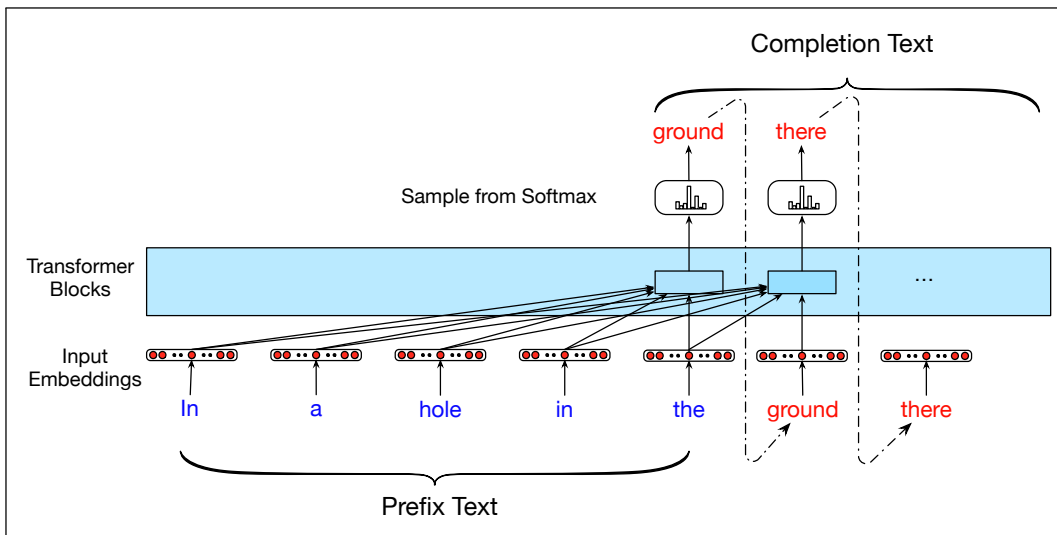 Completion Text
ground there
Sample from Softmax
Transformer
Blocks
...
Input
Embeddings
In a hole in the ground there
Prefix Text